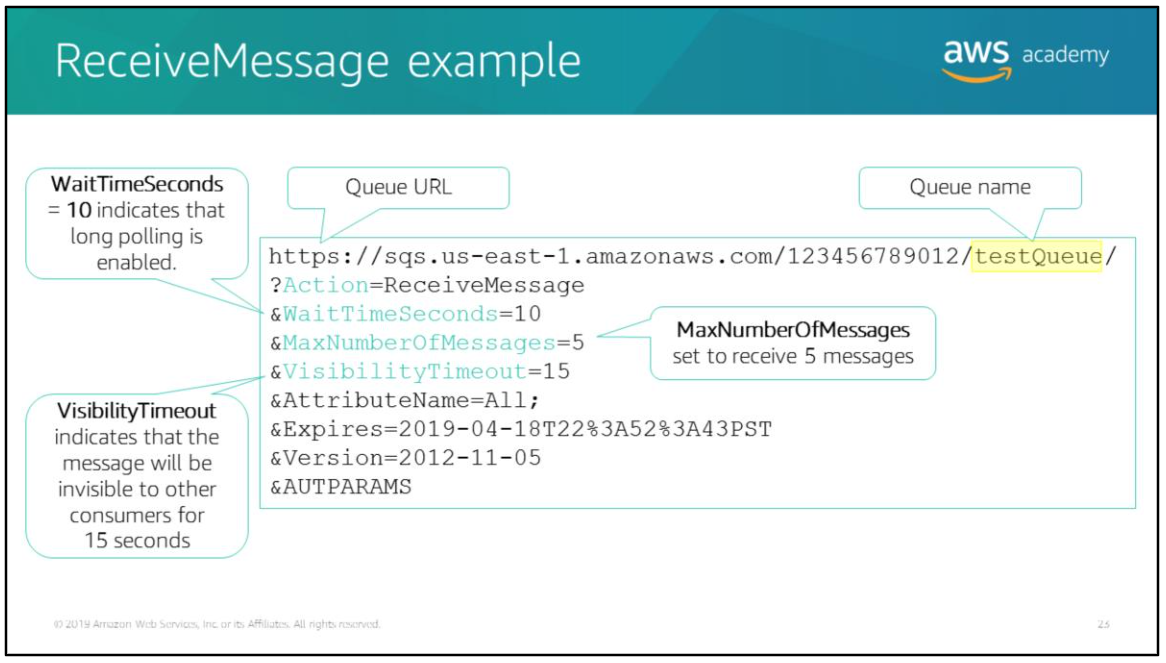 ReceiveMessage example
aws academy
WaitTimeSeconds
= 10 indicates that
long polling is
enabled.
Queue URL
Queue name
https://sqs.us-east-1.amazonaws.com/123456789012/testQueue/
?Action=ReceiveMessage
&WaitTimeSeconds=10
&MaxNumberOfMessages=5
MaxNumberOfMessages
set to receive 5 messages
&VisibilityTimeout=15
&AttributeName=All;
&Expires=2019-04-18T22%3A52%3A43PST
&Version=2012-11-05
&AUTPARAMS
VisibilityTimeout
indicates that the
message will be
invisible to other
consumers for
15 seconds
© 2019 Amazon Web Services, Inc. or its Affiliates. All rights reserved.
23